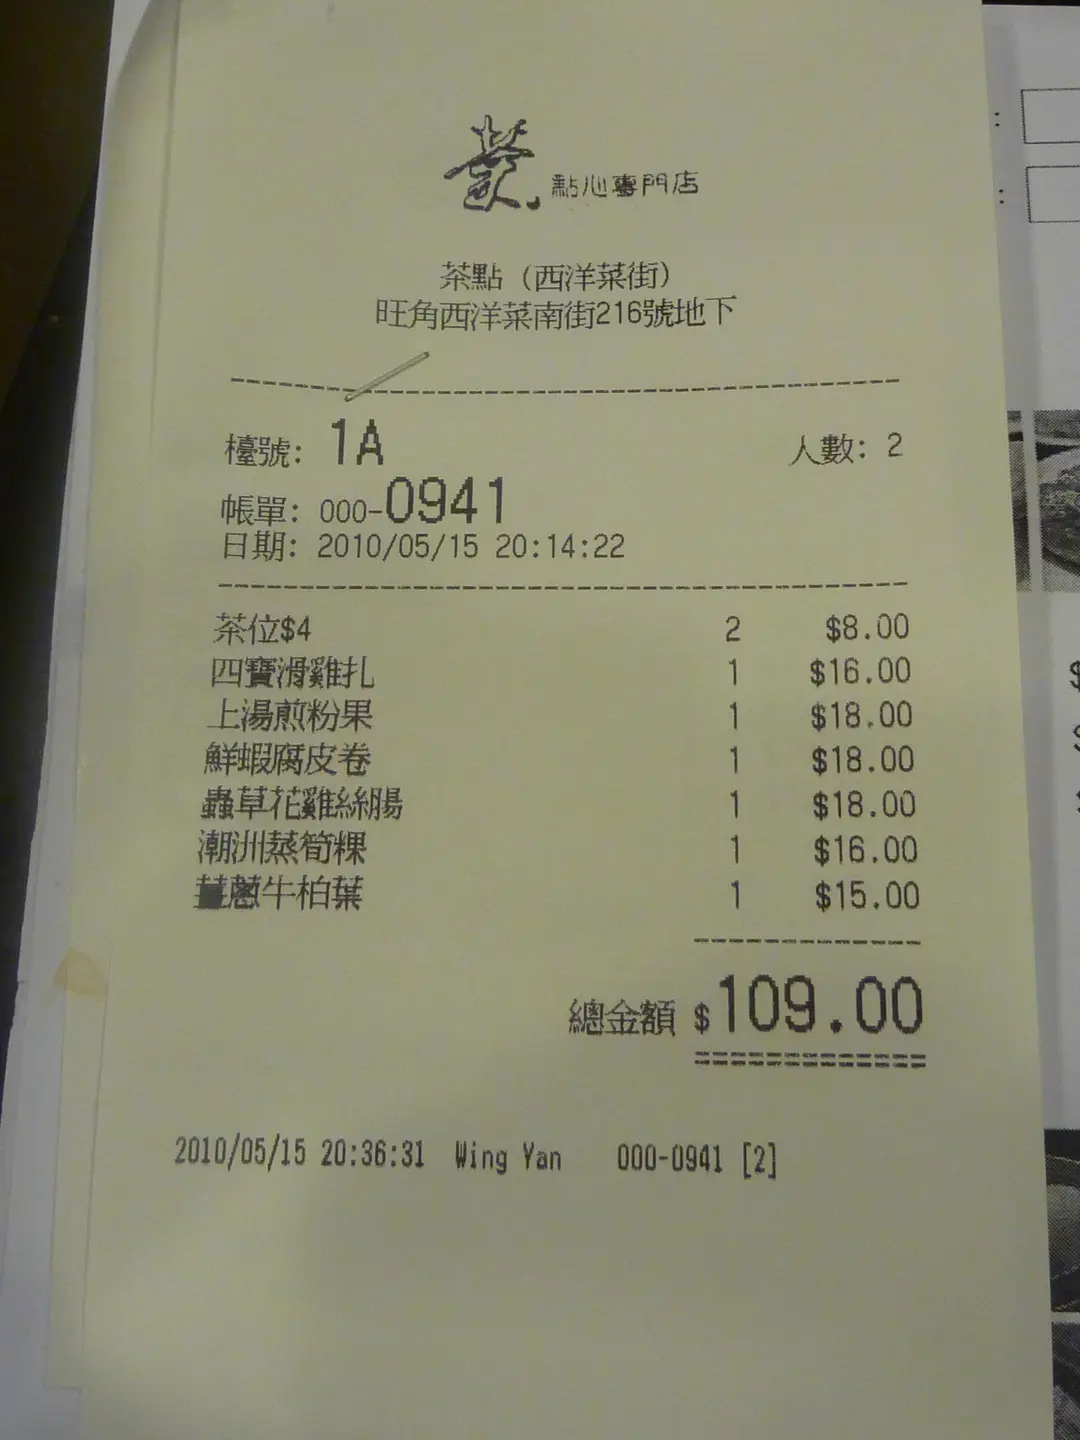 點心專門店
茶點（西洋菜街）
旺角西洋菜南街216號地下
檯號: 1A 人數: 2
帳單: 000-0941
日期: 2010/05/15 20:14:22
茶位$4 2 $8.00
四寶滑雞扎 1 $16.00
上湯煎粉果 1 $18.00
鮮蝦腐皮卷 1 $18.00
蟲草花雞絲腸 1 $18.00
潮洲蒸筍粿 1 $16.00
薑蔥牛柏葉 1 $15.00
總金額 $109.00
2010/05/15 20:36:31 Wing Yan 000-0941 [2]